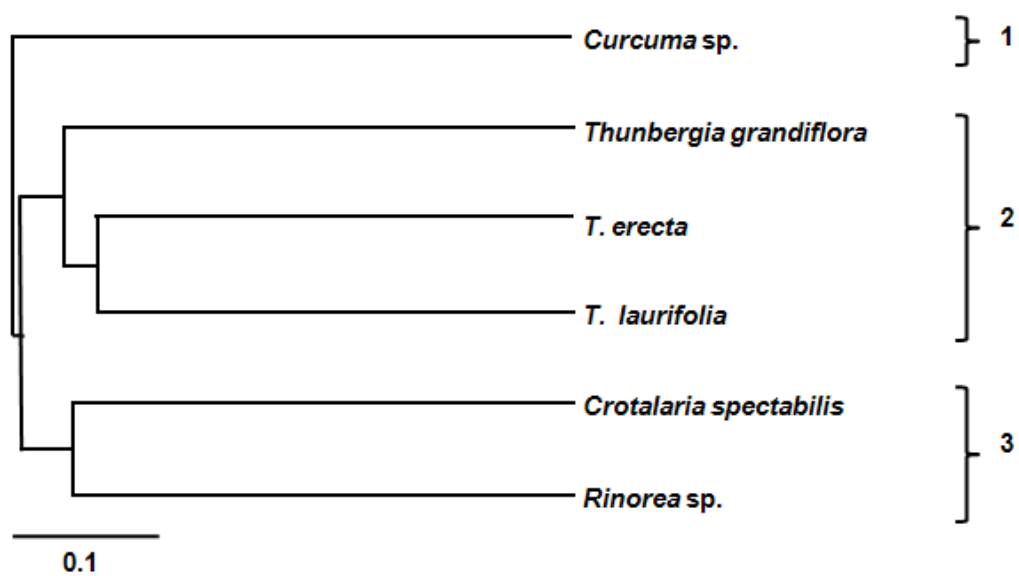 Curcuma sp.
1
Thunbergia grandiflora
T. erecta
2
T. laurifolia
Crotalaria spectabilis
3
Rinorea sp.
0.1